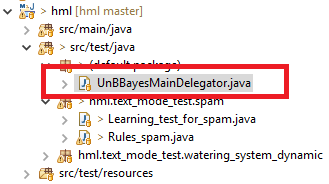 > hml [hml master]
src/main/java
> src/test/java
> (default package)
UnBBayesMainDelegator.java
> hml.text_mode_test.spam
> Learning_test_for_spam.java
> Rules_spam.java
> hml.text_mode_test.watering_system_dynamic
src/test/resources